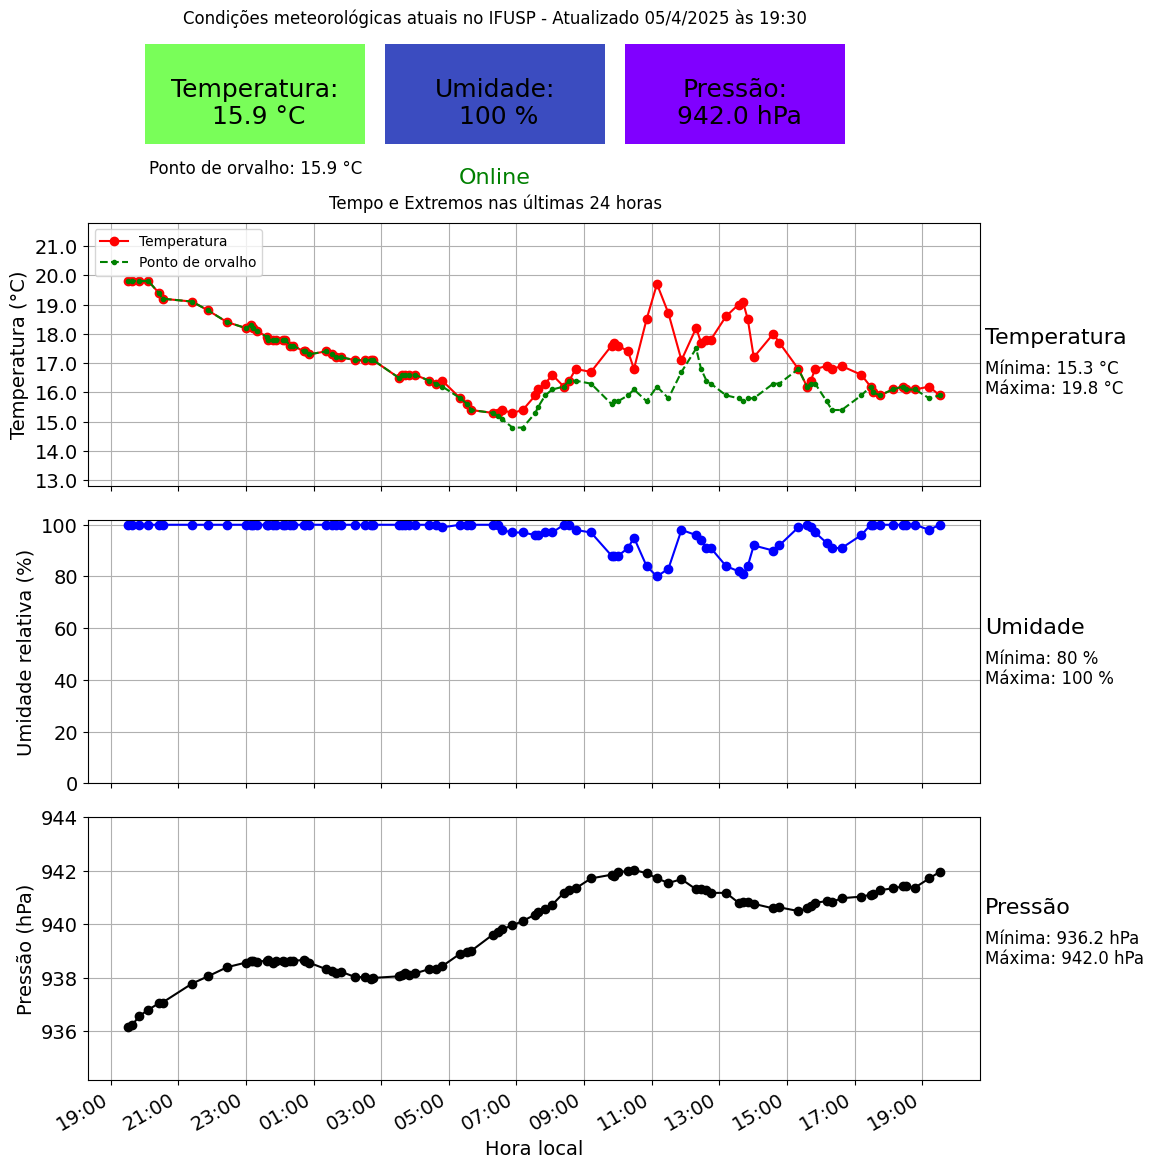 Condições meteorológicas atuais no IFUSP - Atualizado 05/4/2025 às 19:30
Temperatura:
15.9 °C
Umidade:
100 %
Pressão:
942.0 hPa
Ponto de orvalho: 15.9 °C
Online
Tempo e Extremos nas últimas 24 horas
Temperatura (°C)
21.0
20.0
19.0
18.0
17.0
16.0
15.0
14.0
13.0
Temperatura
Ponto de orvalho
Temperatura
Mínima: 15.3 °C
Máxima: 19.8 °C
Umidade relativa (%)
100
80
60
40
20
0
Umidade
Mínima: 80 %
Máxima: 100 %
Pressão (hPa)
944
942
940
938
936
Pressão
Mínima: 936.2 hPa
Máxima: 942.0 hPa
19:00 21:00 23:00 01:00 03:00 05:00 07:00 09:00 11:00 13:00 15:00 17:00 19:00
Hora local